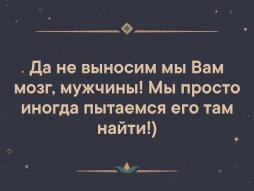 . Да не выносим мы Вам
мозг, мужчины! Мы просто
иногда пытаемся его там
найти!)